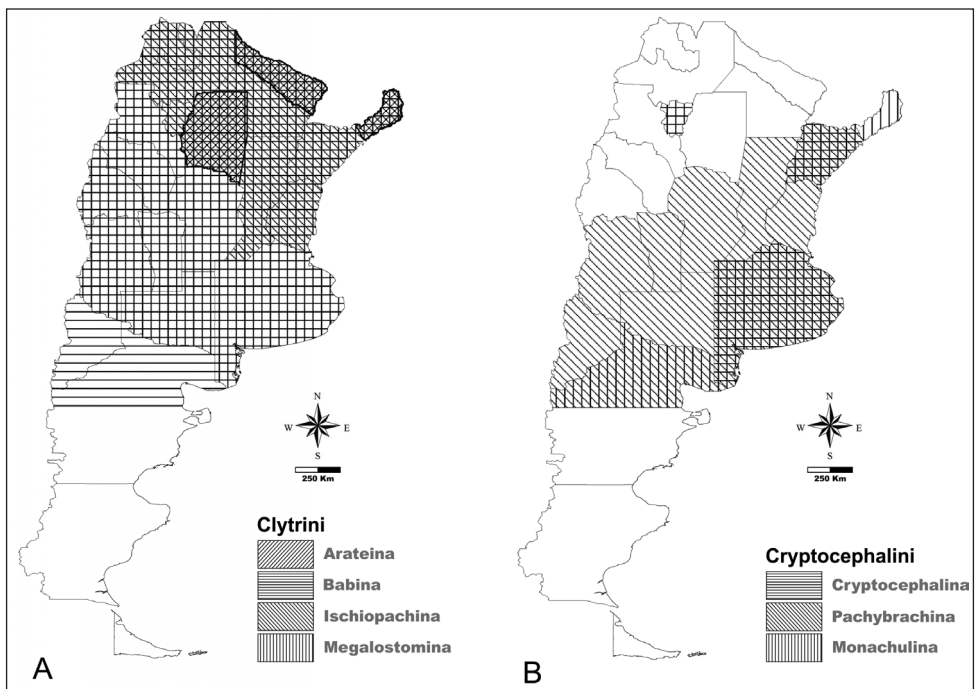 N
W E
S
250 Km
Clytrini
Arateina
Babina
Ischiopachina
Megalostomina
A
N
W E
S
250 Km
Cryptocephalini
Cryptocephalina
Pachybrachina
Monachulina
B